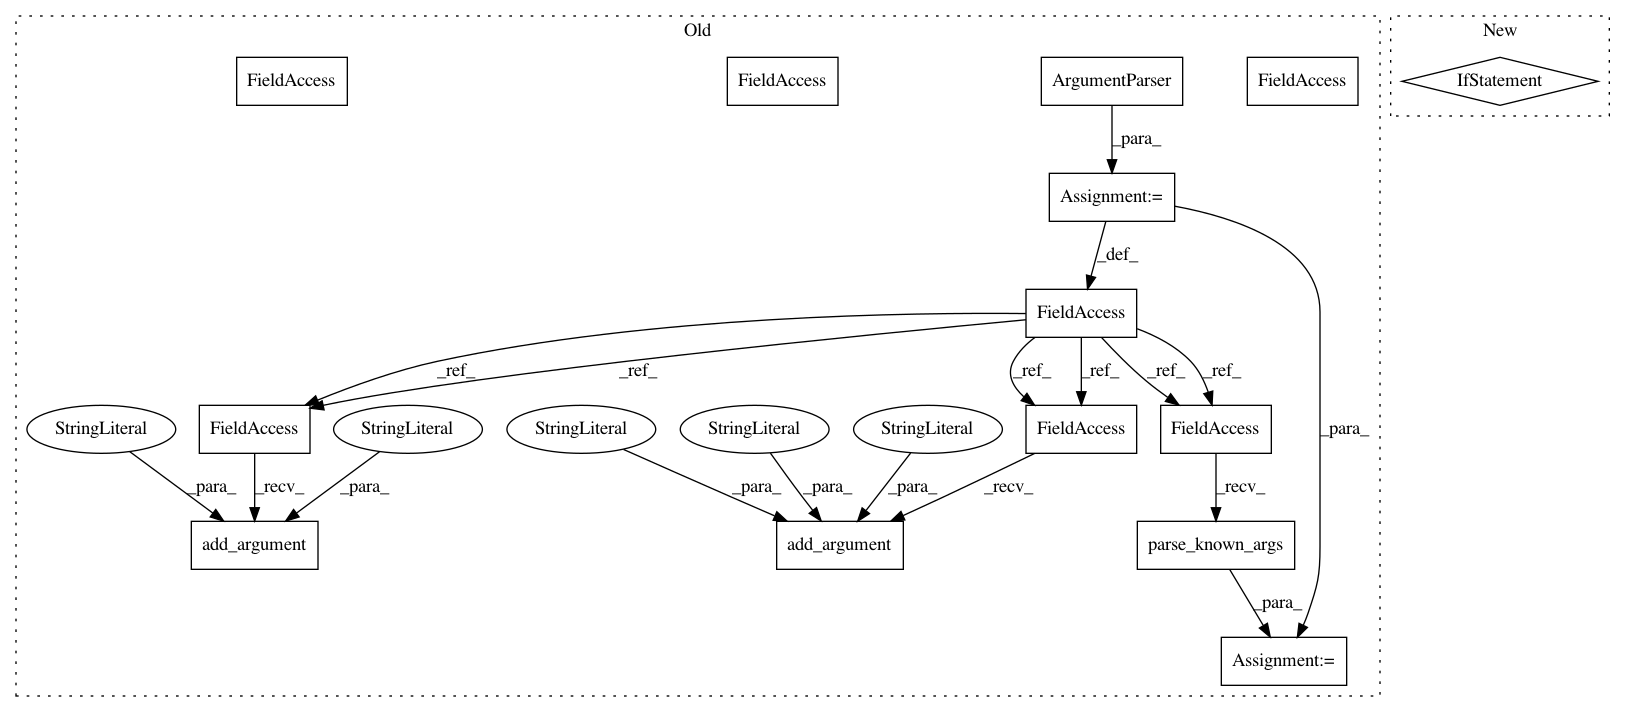 Old
New
FieldAccess
FieldAccess
ArgumentParser
FieldAccess
IfStatement
_para_
Assignment:=
_def_
FieldAccess
_ref_
_ref_
_ref_
_ref_
_ref_
_ref_
StringLiteral
FieldAccess
StringLiteral
StringLiteral
StringLiteral
StringLiteral
FieldAccess
FieldAccess
_para_
_para_
_recv_
_para_
_para_
_para_
_para_
_recv_
_recv_
add_argument
add_argument
parse_known_args
_para_
Assignment:=